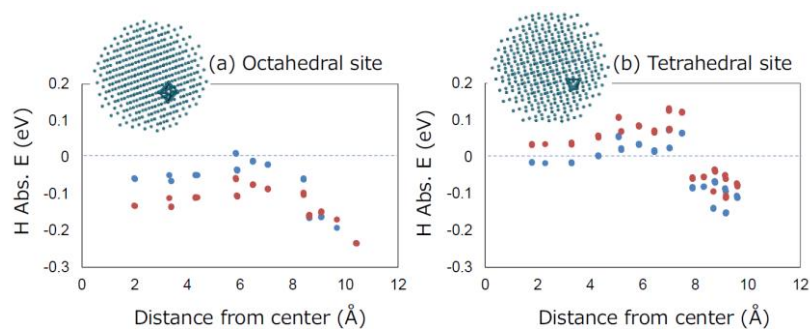 (a) Octahedral site
0.2
0.1
0
-0.1
-0.2
-0.3
H Abs. E (eV)
0 2 4 6 8 10 12
Distance from center (Å)
(b) Tetrahedral site
0.2
0.1
0
-0.1
-0.2
-0.3
H Abs. E (eV)
0 2 4 6 8 10 12
Distance from center (Å)